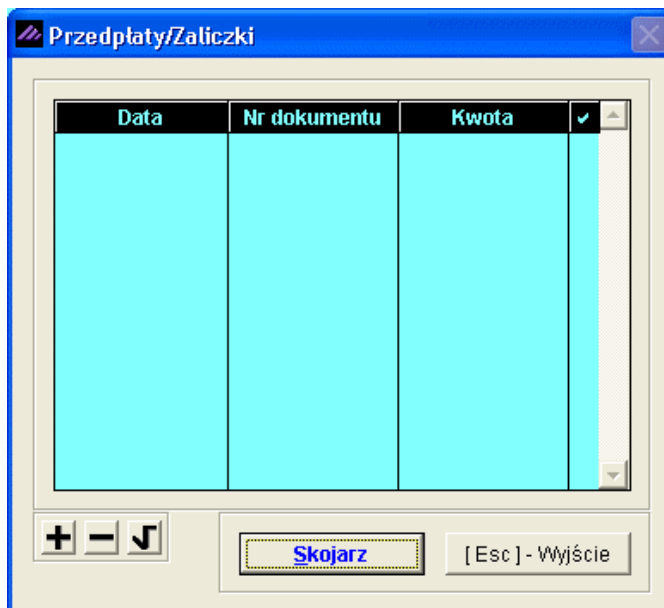 Przedpłaty/Zaliczki
Data Nr dokumentu Kwota
Skojarz [ Esc ] - Wyjście